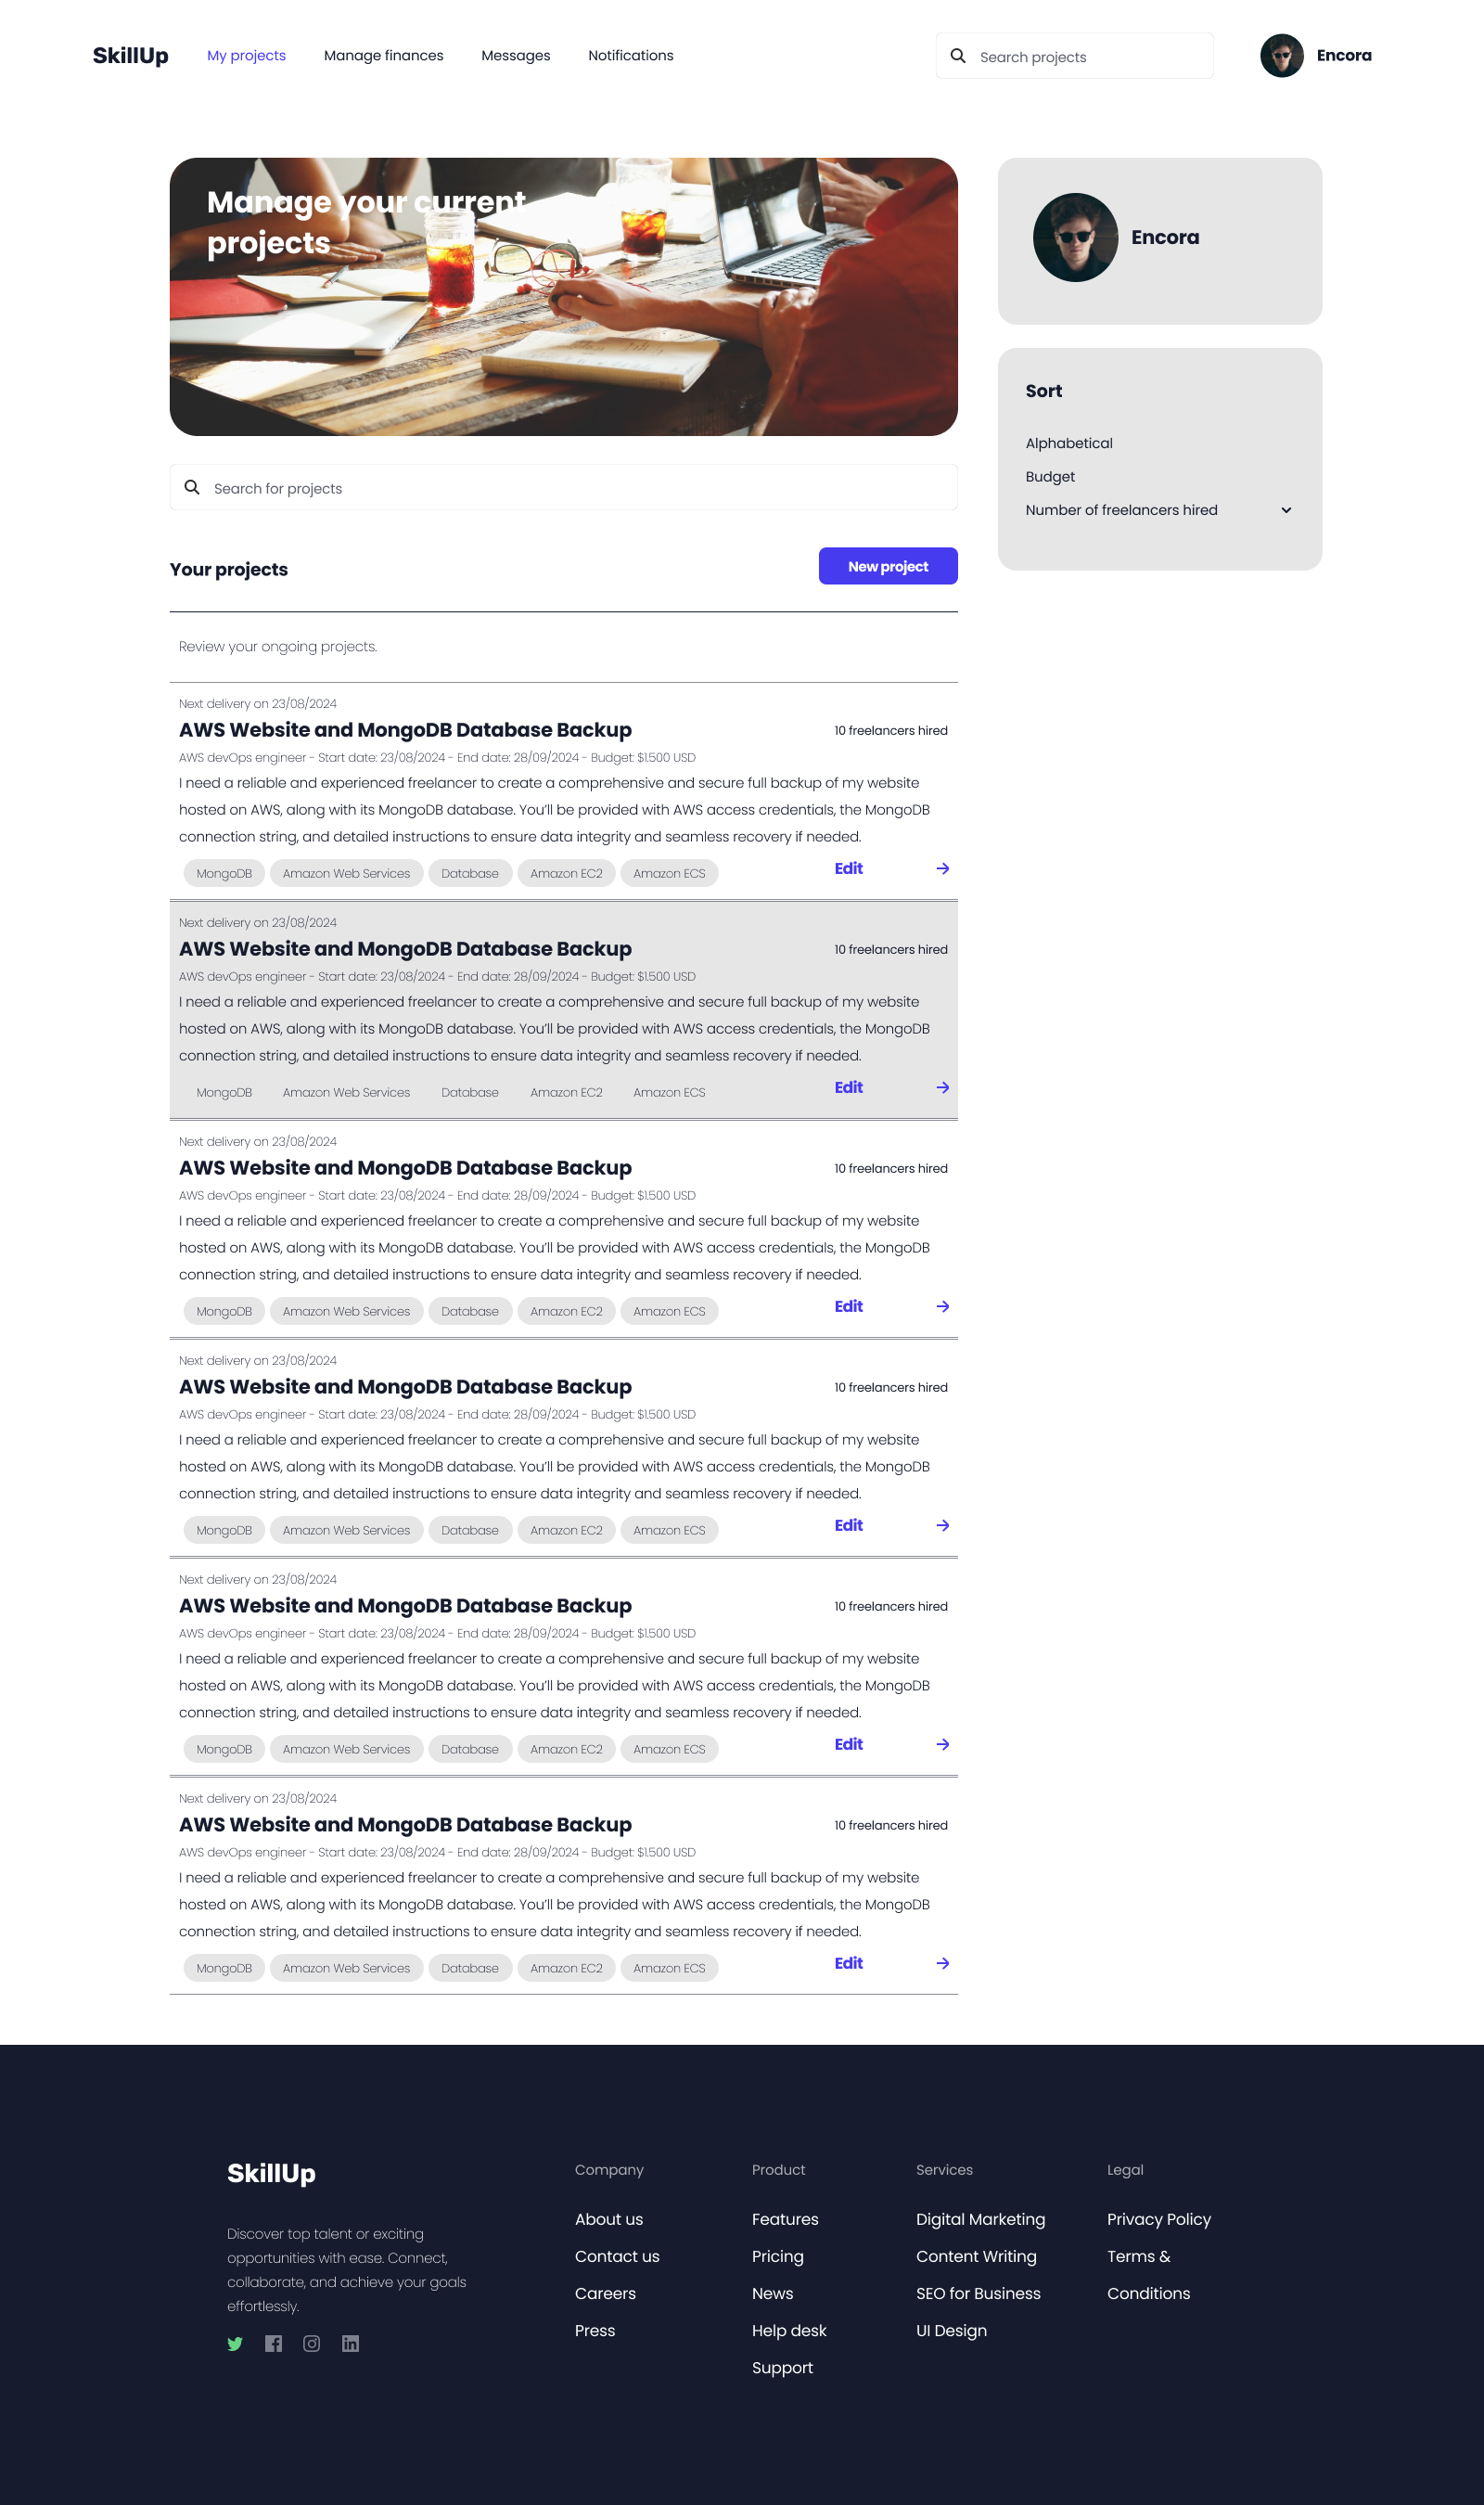 SkillUp
My projects
Manage finances
Messages
Notifications
Search projects
Encora
Manage your current
projects
Encora
Sort
Alphabetical
Budget
Number of freelancers hired
Search for projects
Your projects
New project
Review your ongoing projects.
Next delivery on 23/08/2024
AWS Website and MongoDB Database Backup
10 freelancers hired
AWS devOps engineer - Start date: 23/08/2024 - End date: 28/09/2024 - Budget: $1.500 USD
I need a reliable and experienced freelancer to create a comprehensive and secure full backup of my website
hosted on AWS, along with its MongoDB database. You’ll be provided with AWS access credentials, the MongoDB
connection string, and detailed instructions to ensure data integrity and seamless recovery if needed.
MongoDB
Amazon Web Services
Database
Amazon EC2
Amazon ECS
Edit
Next delivery on 23/08/2024
AWS Website and MongoDB Database Backup
10 freelancers hired
AWS devOps engineer - Start date: 23/08/2024 - End date: 28/09/2024 - Budget: $1.500 USD
I need a reliable and experienced freelancer to create a comprehensive and secure full backup of my website
hosted on AWS, along with its MongoDB database. You’ll be provided with AWS access credentials, the MongoDB
connection string, and detailed instructions to ensure data integrity and seamless recovery if needed.
MongoDB
Amazon Web Services
Database
Amazon EC2
Amazon ECS
Edit
Next delivery on 23/08/2024
AWS Website and MongoDB Database Backup
10 freelancers hired
AWS devOps engineer - Start date: 23/08/2024 - End date: 28/09/2024 - Budget: $1.500 USD
I need a reliable and experienced freelancer to create a comprehensive and secure full backup of my website
hosted on AWS, along with its MongoDB database. You’ll be provided with AWS access credentials, the MongoDB
connection string, and detailed instructions to ensure data integrity and seamless recovery if needed.
MongoDB
Amazon Web Services
Database
Amazon EC2
Amazon ECS
Edit
Next delivery on 23/08/2024
AWS Website and MongoDB Database Backup
10 freelancers hired
AWS devOps engineer - Start date: 23/08/2024 - End date: 28/09/2024 - Budget: $1.500 USD
I need a reliable and experienced freelancer to create a comprehensive and secure full backup of my website
hosted on AWS, along with its MongoDB database. You’ll be provided with AWS access credentials, the MongoDB
connection string, and detailed instructions to ensure data integrity and seamless recovery if needed.
MongoDB
Amazon Web Services
Database
Amazon EC2
Amazon ECS
Edit
Next delivery on 23/08/2024
AWS Website and MongoDB Database Backup
10 freelancers hired
AWS devOps engineer - Start date: 23/08/2024 - End date: 28/09/2024 - Budget: $1.500 USD
I need a reliable and experienced freelancer to create a comprehensive and secure full backup of my website
hosted on AWS, along with its MongoDB database. You’ll be provided with AWS access credentials, the MongoDB
connection string, and detailed instructions to ensure data integrity and seamless recovery if needed.
MongoDB
Amazon Web Services
Database
Amazon EC2
Amazon ECS
Edit
Next delivery on 23/08/2024
AWS Website and MongoDB Database Backup
10 freelancers hired
AWS devOps engineer - Start date: 23/08/2024 - End date: 28/09/2024 - Budget: $1.500 USD
I need a reliable and experienced freelancer to create a comprehensive and secure full backup of my website
hosted on AWS, along with its MongoDB database. You’ll be provided with AWS access credentials, the MongoDB
connection string, and detailed instructions to ensure data integrity and seamless recovery if needed.
MongoDB
Amazon Web Services
Database
Amazon EC2
Amazon ECS
Edit
SkillUp
Discover top talent or exciting
opportunities with ease. Connect,
collaborate, and achieve your goals
effortlessly.
Company
About us
Contact us
Careers
Press
Product
Features
Pricing
News
Help desk
Support
Services
Digital Marketing
Content Writing
SEO for Business
UI Design
Legal
Privacy Policy
Terms &
Conditions